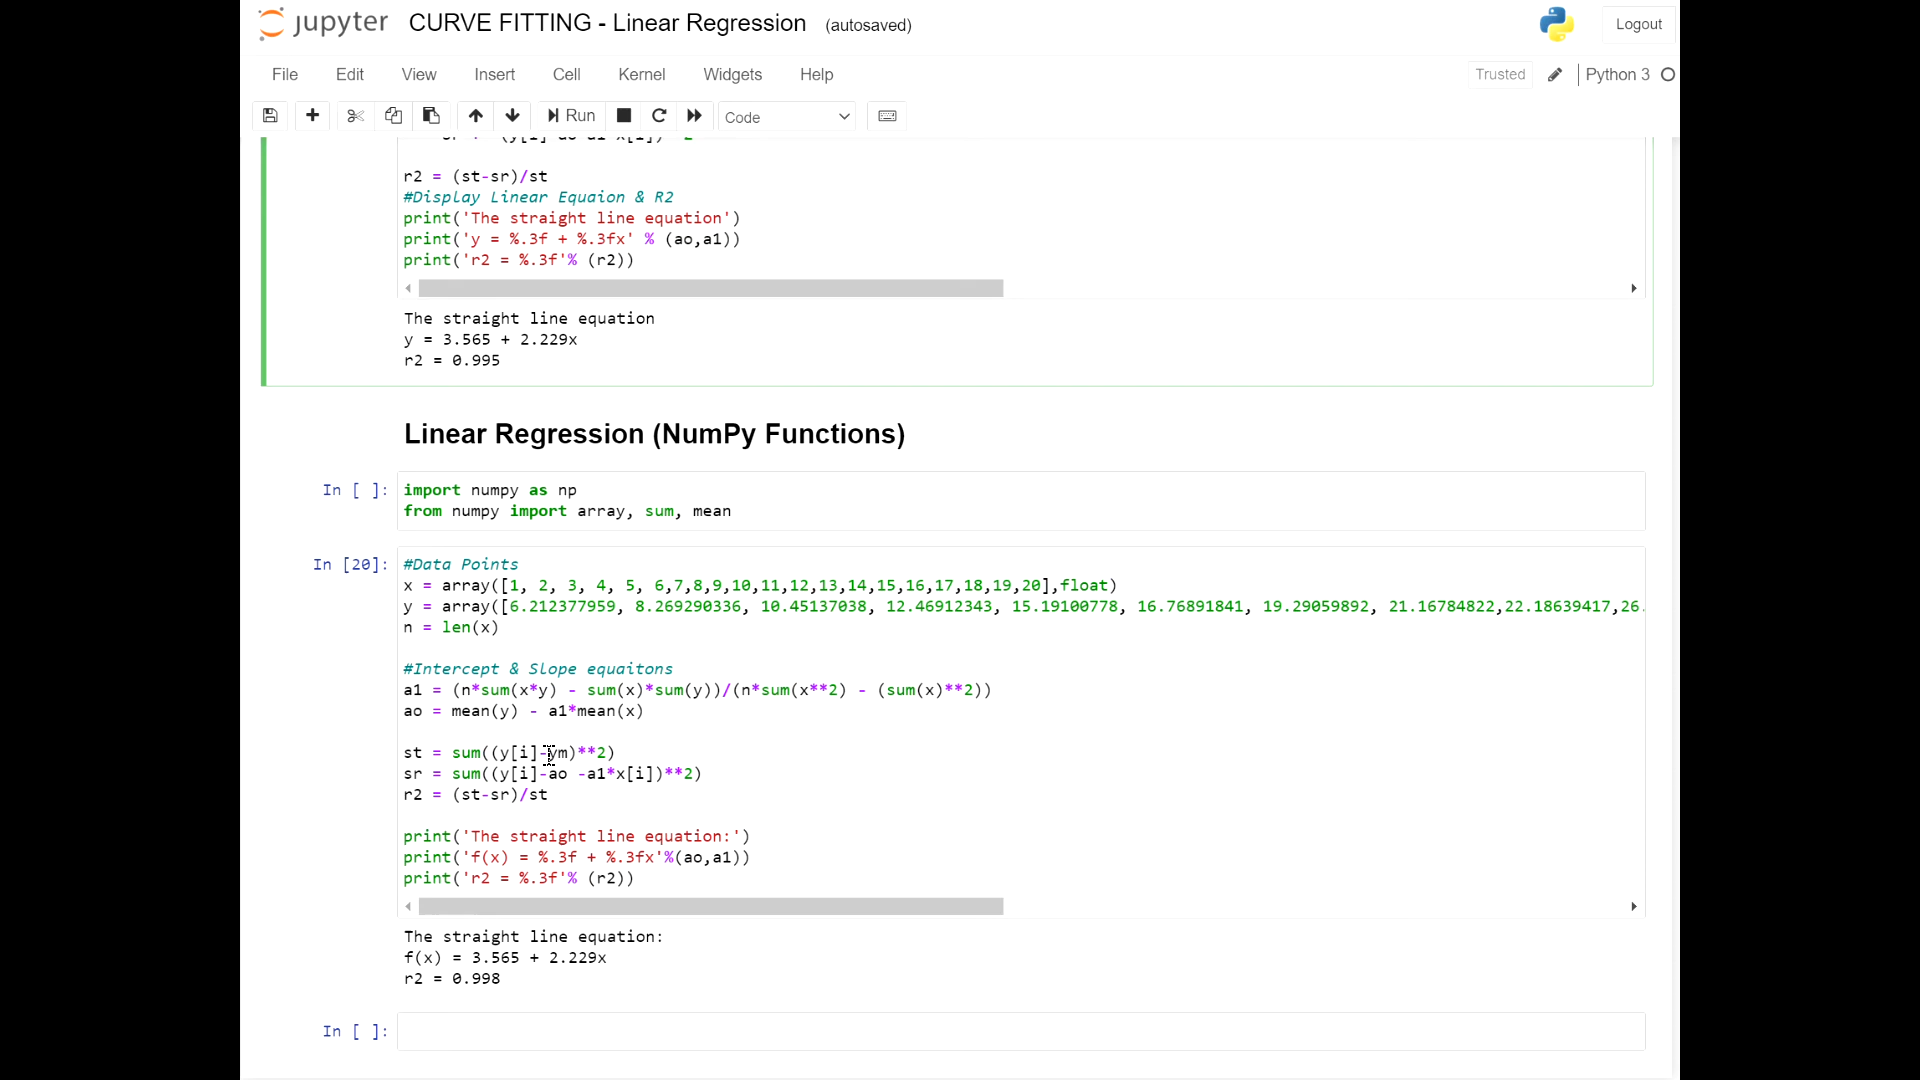 jupyter CURVE FITTING - Linear Regression (autosaved)
Logout
File Edit View Insert Cell Kernel Widgets Help
Trusted Python 3
Run Code
r2 = (st-sr)/st
#Display Linear Equaion & R2
print('The straight line equation')
print('y = %.3f + %.3fx' % (ao,a1))
print('r2 = %.3f'% (r2))
The straight line equation
y = 3.565 + 2.229x
r2 = 0.995
Linear Regression (NumPy Functions)
In [ ]: import numpy as np
from numpy import array, sum, mean
In [20]: #Data Points
x = array([1, 2, 3, 4, 5, 6,7,8,9,10,11,12,13,14,15,16,17,18,19,20],float)
y = array([6.212377959, 8.269290336, 10.45137038, 12.46912343, 15.19100778, 16.76891841, 19.29059892, 21.16784822,22.18639417,26.
n = len(x)
#Intercept & Slope equaitons
a1 = (n*sum(x*y) - sum(x)*sum(y))/(n*sum(x**2) - (sum(x)**2))
ao = mean(y) - a1*mean(x)
st = sum((y[i]-ym)**2)
sr = sum((y[i]-ao -a1*x[i])**2)
r2 = (st-sr)/st
print('The straight line equation:')
print('f(x) = %.3f + %.3fx'%(ao,a1))
print('r2 = %.3f'% (r2))
The straight line equation:
f(x) = 3.565 + 2.229x
r2 = 0.998
In [ ]: